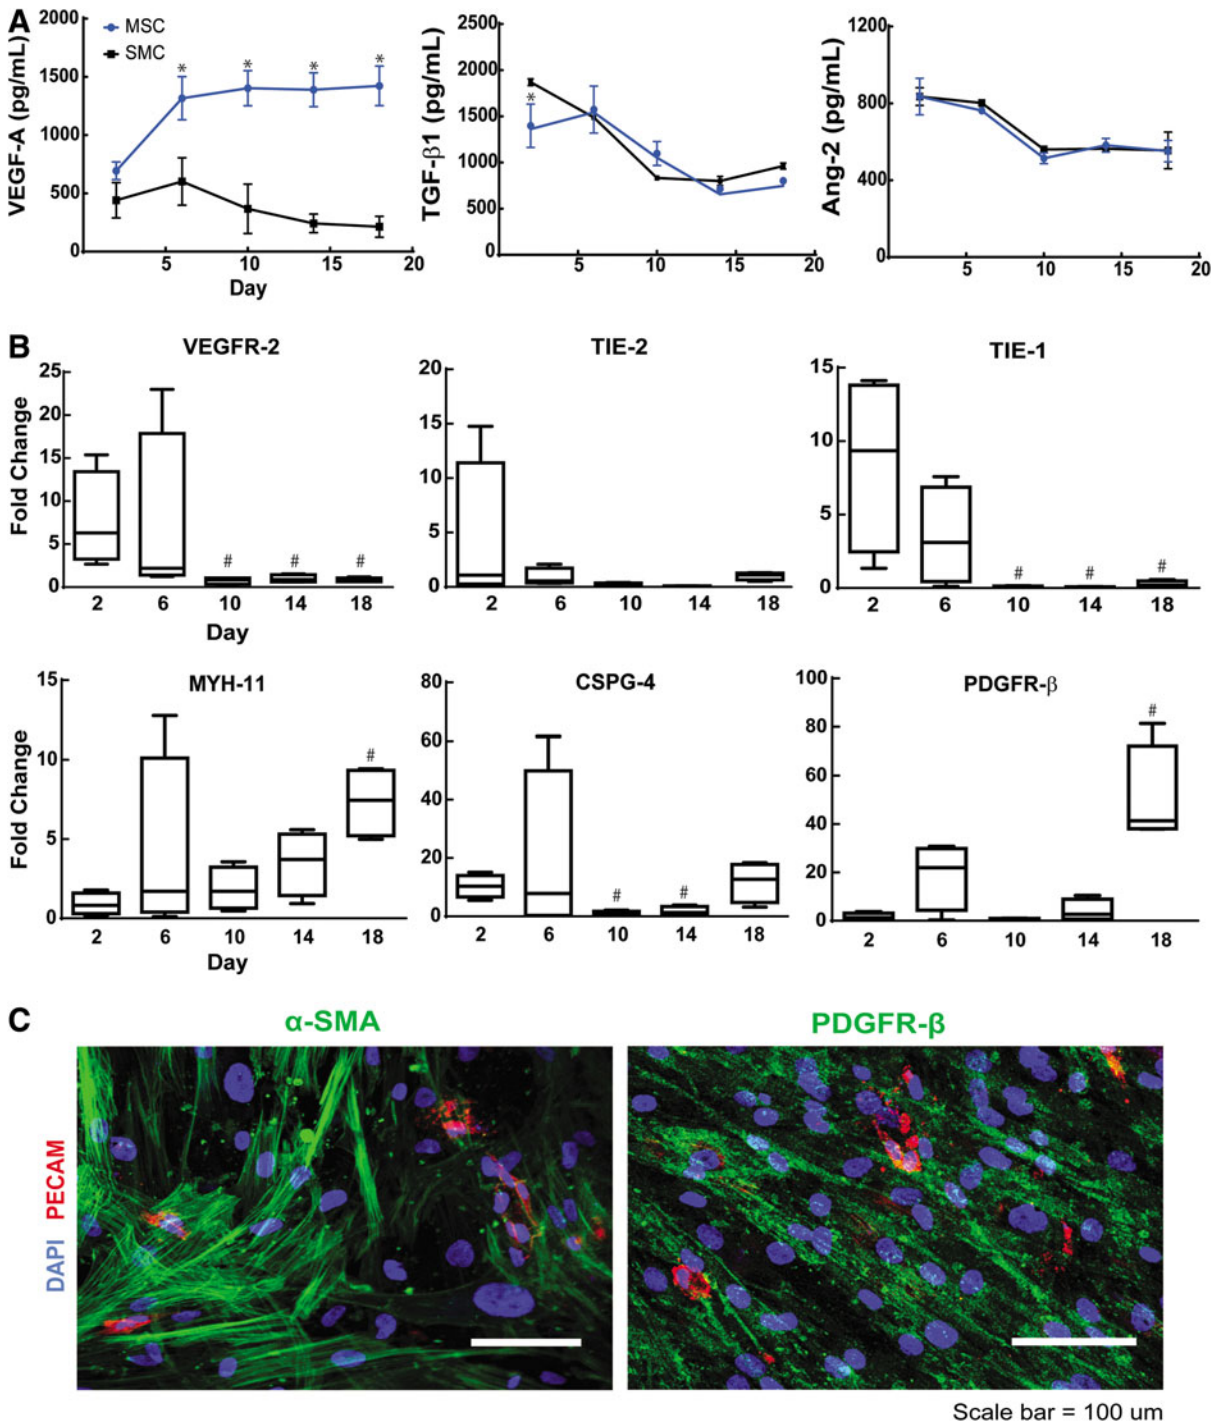 A
MSC
SMC
VEGF-A (pg/mL)
2000
1500
1000
500
0
* * * *
5 10 15 20
Day
TGF-β1 (pg/mL)
2500
2000
1500
1000
500
0
*
5 10 15 20
Ang-2 (pg/mL)
1200
800
400
0
5 10 15 20
B
VEGFR-2
Fold Change
25
20
15
10
5
0
# # #
2 6 10 14 18
Day
TIE-2
20
15
10
5
0
2 6 10 14 18
TIE-1
15
10
5
0
# # #
2 6 10 14 18
MYH-11
Fold Change
15
10
5
0
#
2 6 10 14 18
Day
CSPG-4
80
60
40
20
0
# #
2 6 10 14 18
PDGFR-β
100
80
60
40
20
0
#
2 6 10 14 18
C
α-SMA
PDGFR-β
DAPI PECAM
Scale bar = 100 um